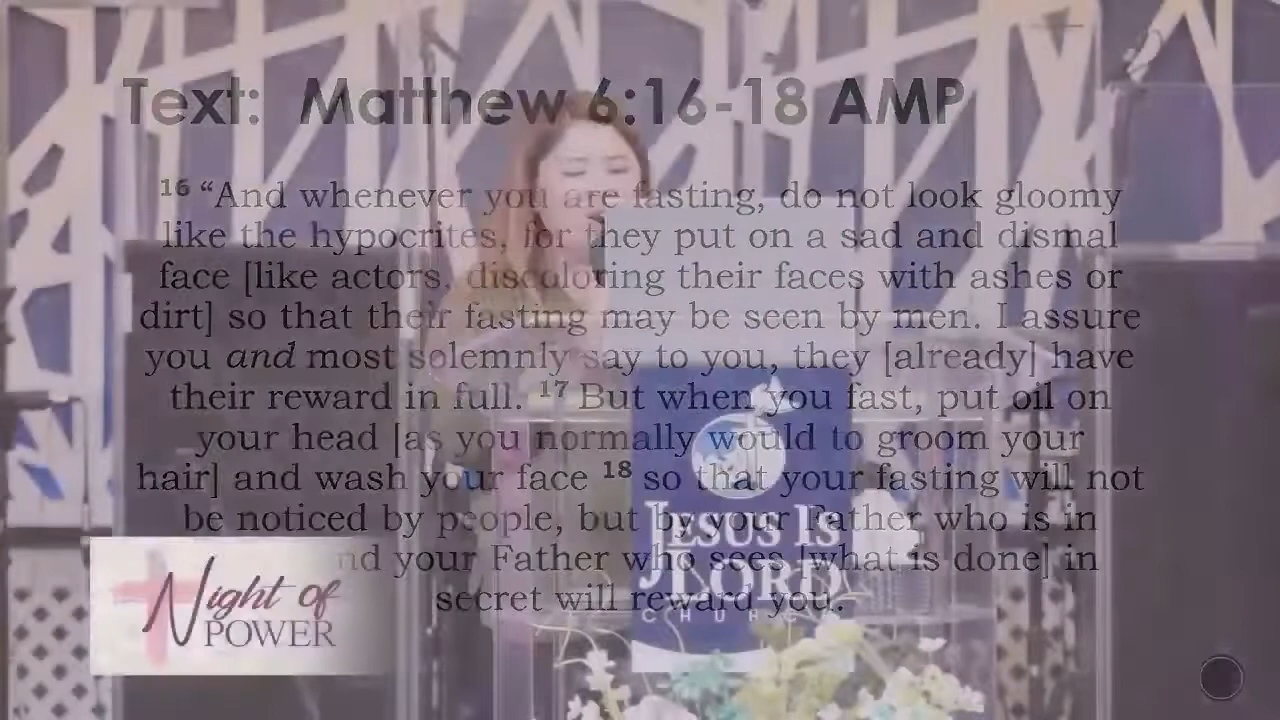 Text: Matthew 6:16-18 AMP
16 “And whenever you are fasting, do not look gloomy
like the hypocrites, for they put on a sad and dismal
face [like actors, discoloring their faces with ashes or
dirt] so that their fasting may be seen by men. I assure
you and most solemnly say to you, they [already] have
their reward in full. 17 But when you fast, put oil on
your head [as you normally would to groom your
hair] and wash your face 18 so that your fasting will not
be noticed by people, but by your Father who is in
nd your Father who sees [what is done] in
secret will reward you.
Night of
POWER
JESUS IS
LORD
CHURCH